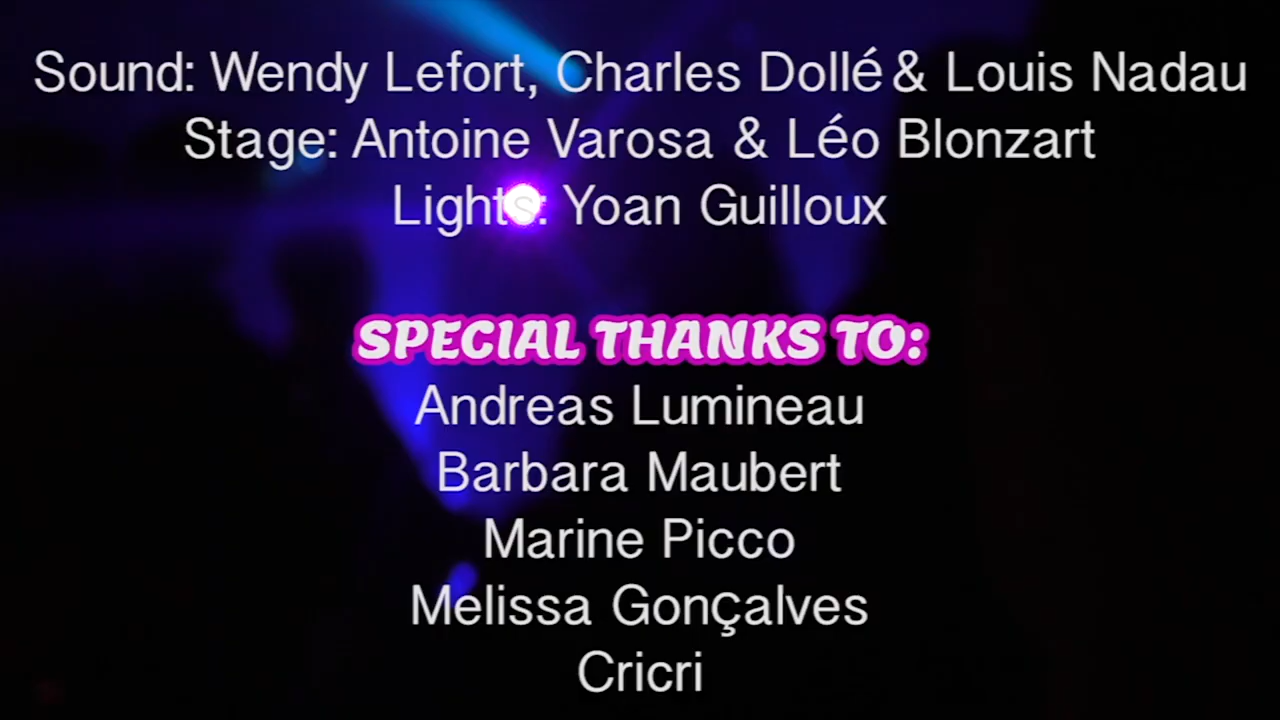 Sound: Wendy Lefort, Charles Dollé & Louis Nadau
Stage: Antoine Varosa & Léo Blonzart
Lights: Yoan Guilloux
SPECIAL THANKS TO:
Andreas Lumineau
Barbara Maubert
Marine Picco
Melissa Gonçalves
Cricri